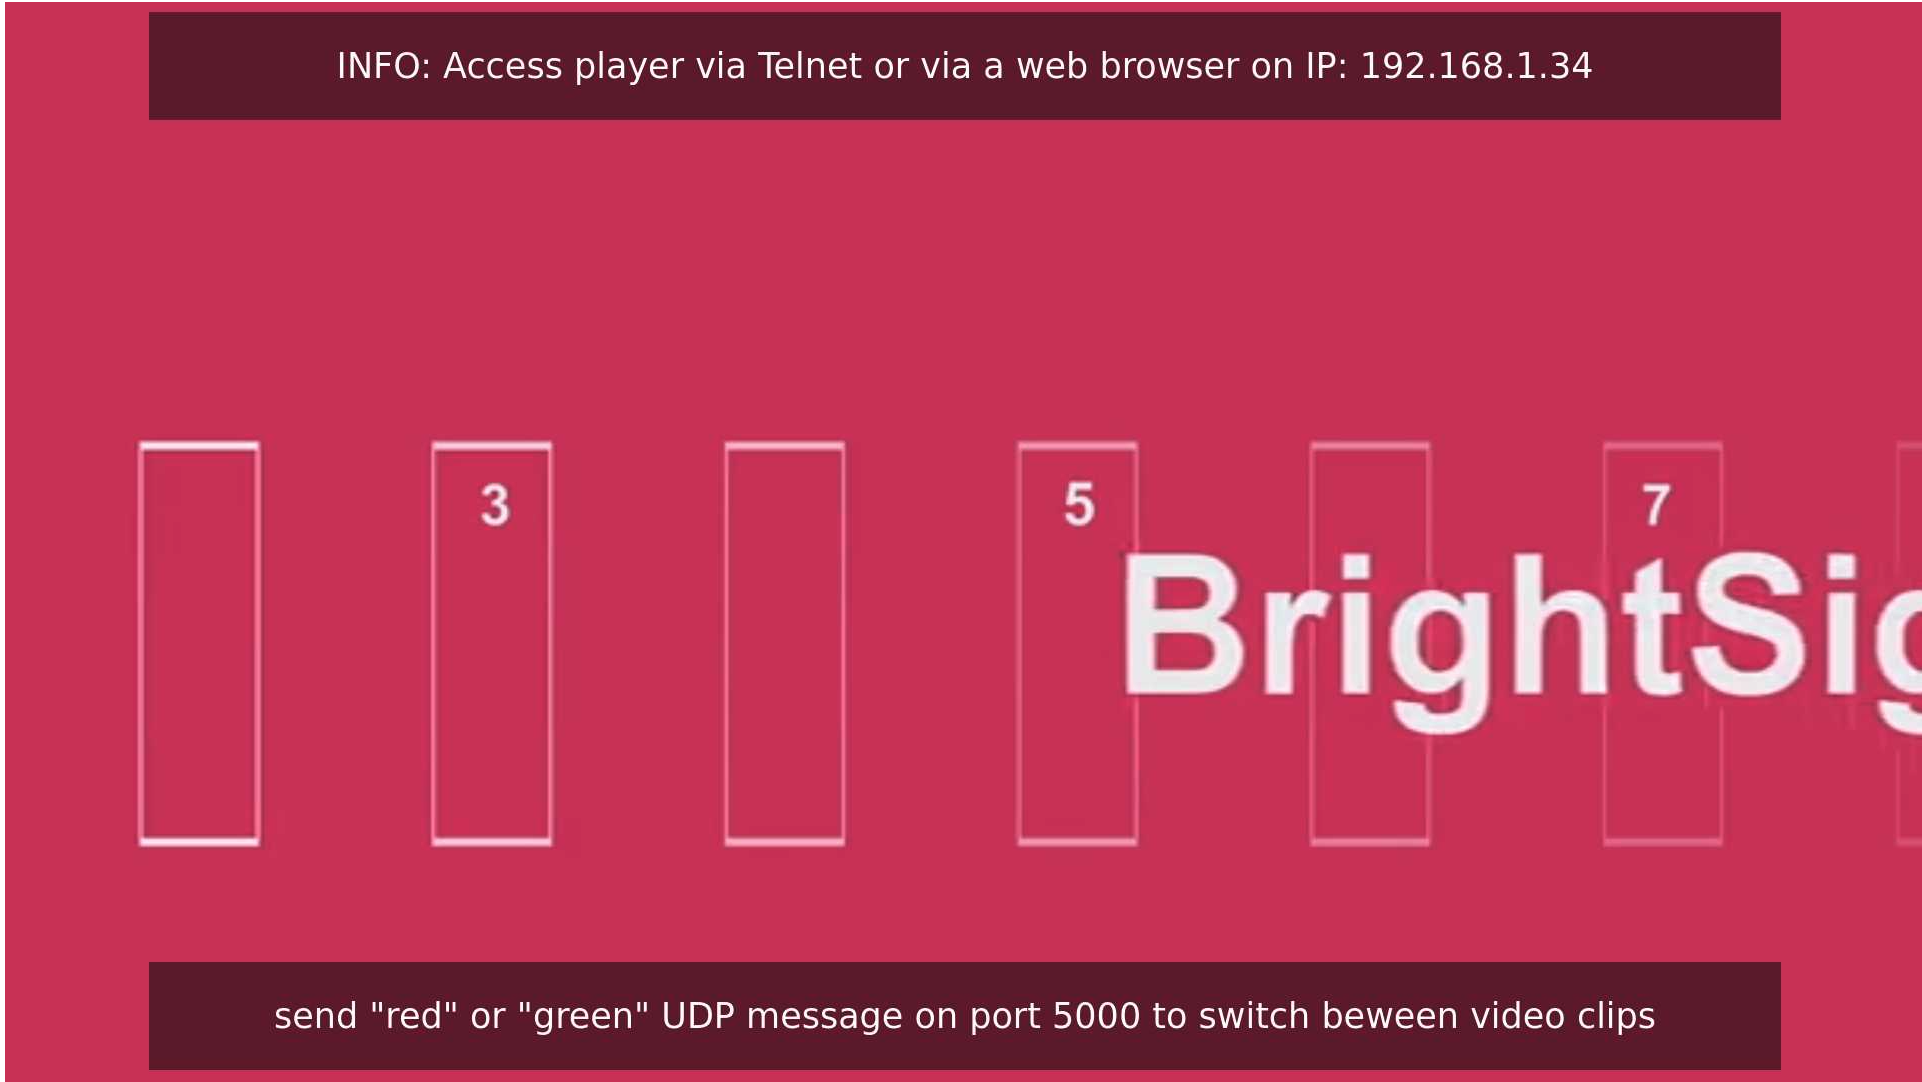 INFO: Access player via Telnet or via a web browser on IP: 192.168.1.34
3 5 7
BrightSig
send "red" or "green" UDP message on port 5000 to switch beween video clips